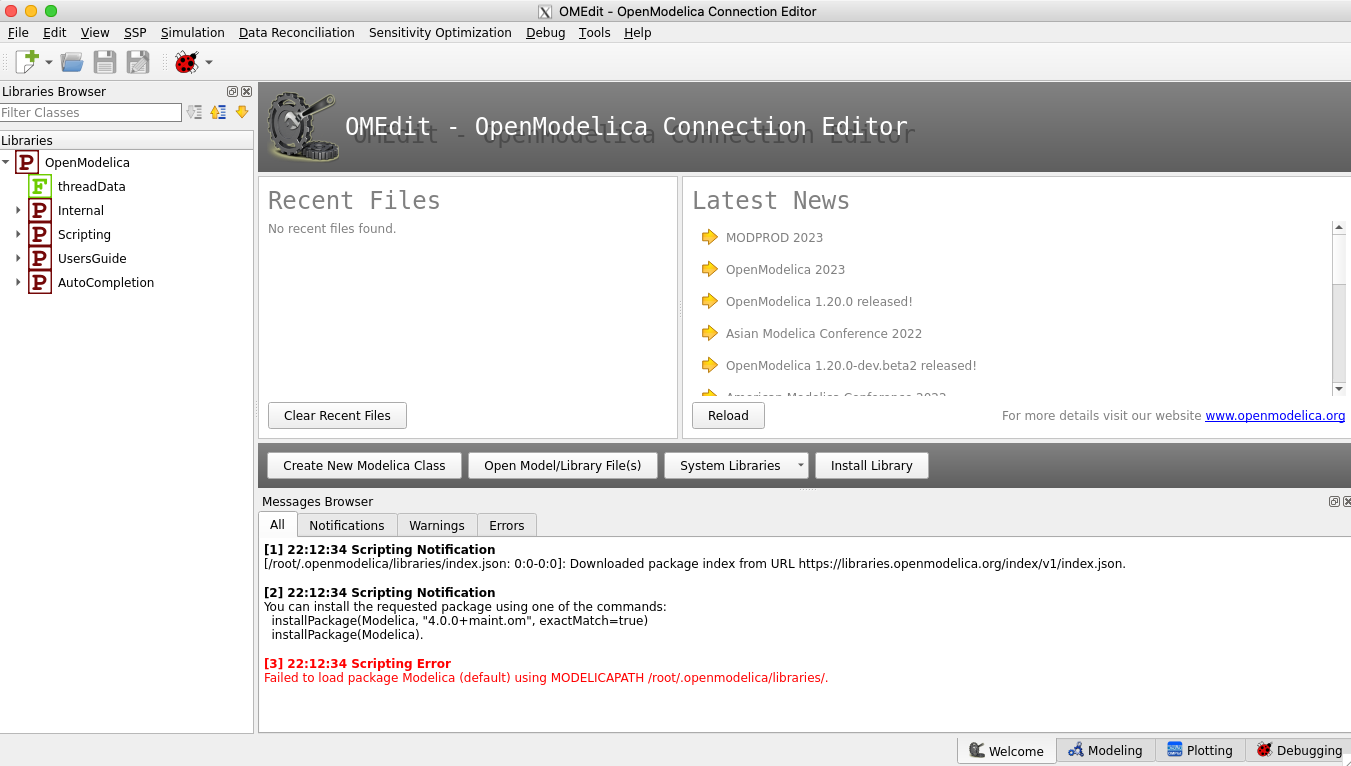 OMEdit - OpenModelica Connection Editor
File Edit View SSP Simulation Data Reconciliation Sensitivity Optimization Debug Tools Help
Libraries Browser
Filter Classes
Libraries
OpenModelica
threadData
Internal
Scripting
UsersGuide
AutoCompletion
OMEdit - OpenModelica Connection Editor
Recent Files
No recent files found.
Clear Recent Files
Latest News
MODPROD 2023
OpenModelica 2023
OpenModelica 1.20.0 released!
Asian Modelica Conference 2022
OpenModelica 1.20.0-dev.beta2 released!
Reload
For more details visit our website www.openmodelica.org
Create New Modelica Class
Open Model/Library File(s)
System Libraries
Install Library
Messages Browser
All Notifications Warnings Errors
[1] 22:12:34 Scripting Notification
[/root/.openmodelica/libraries/index.json: 0:0-0:0]: Downloaded package index from URL https://libraries.openmodelica.org/index/v1/index.json.
[2] 22:12:34 Scripting Notification
You can install the requested package using one of the commands:
installPackage(Modelica, "4.0.0+maint.om", exactMatch=true)
installPackage(Modelica).
[3] 22:12:34 Scripting Error
Failed to load package Modelica (default) using MODELICAPATH /root/.openmodelica/libraries/.
Welcome Modeling Plotting Debugging